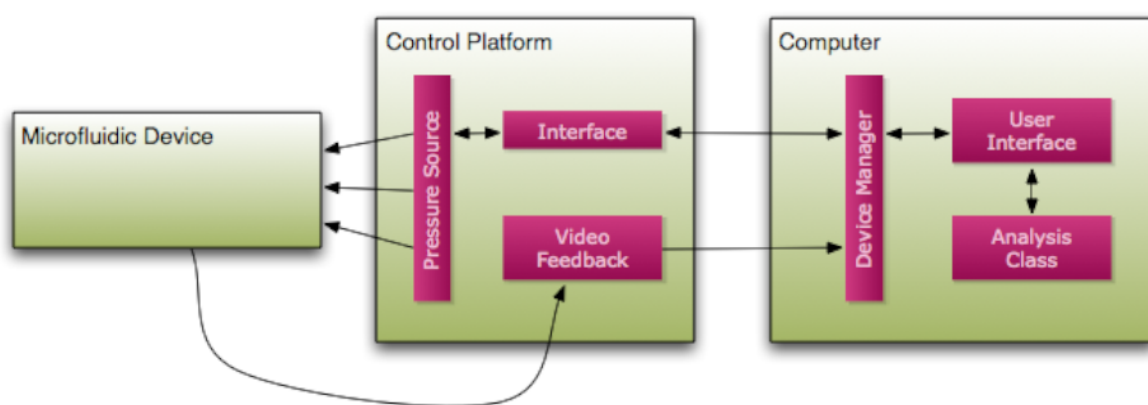 Control Platform
Computer
Microfluidic Device
Pressure Source
Interface
Video
Feedback
Device Manager
User
Interface
Analysis
Class